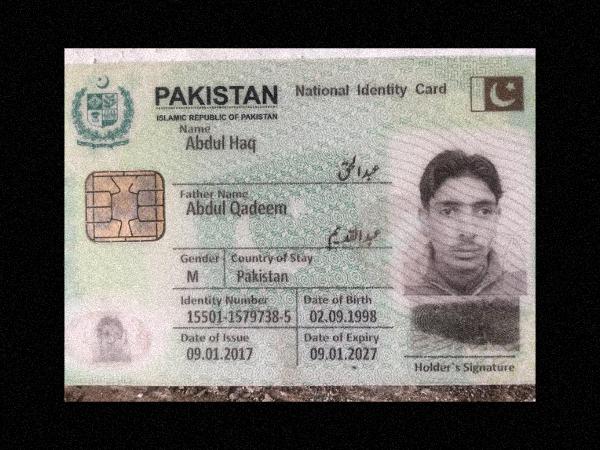 PAKISTAN National Identity Card
ISLAMIC REPUBLIC OF PAKISTAN
Name
Abdul Haq
عبدالحق
Father Name
Abdul Qadeem
عبدالقدیم
Gender Country of Stay
M Pakistan
Identity Number Date of Birth
15501-1579738-5 02.09.1998
Date of Issue Date of Expiry
09.01.2017 09.01.2027
Holder's Signature